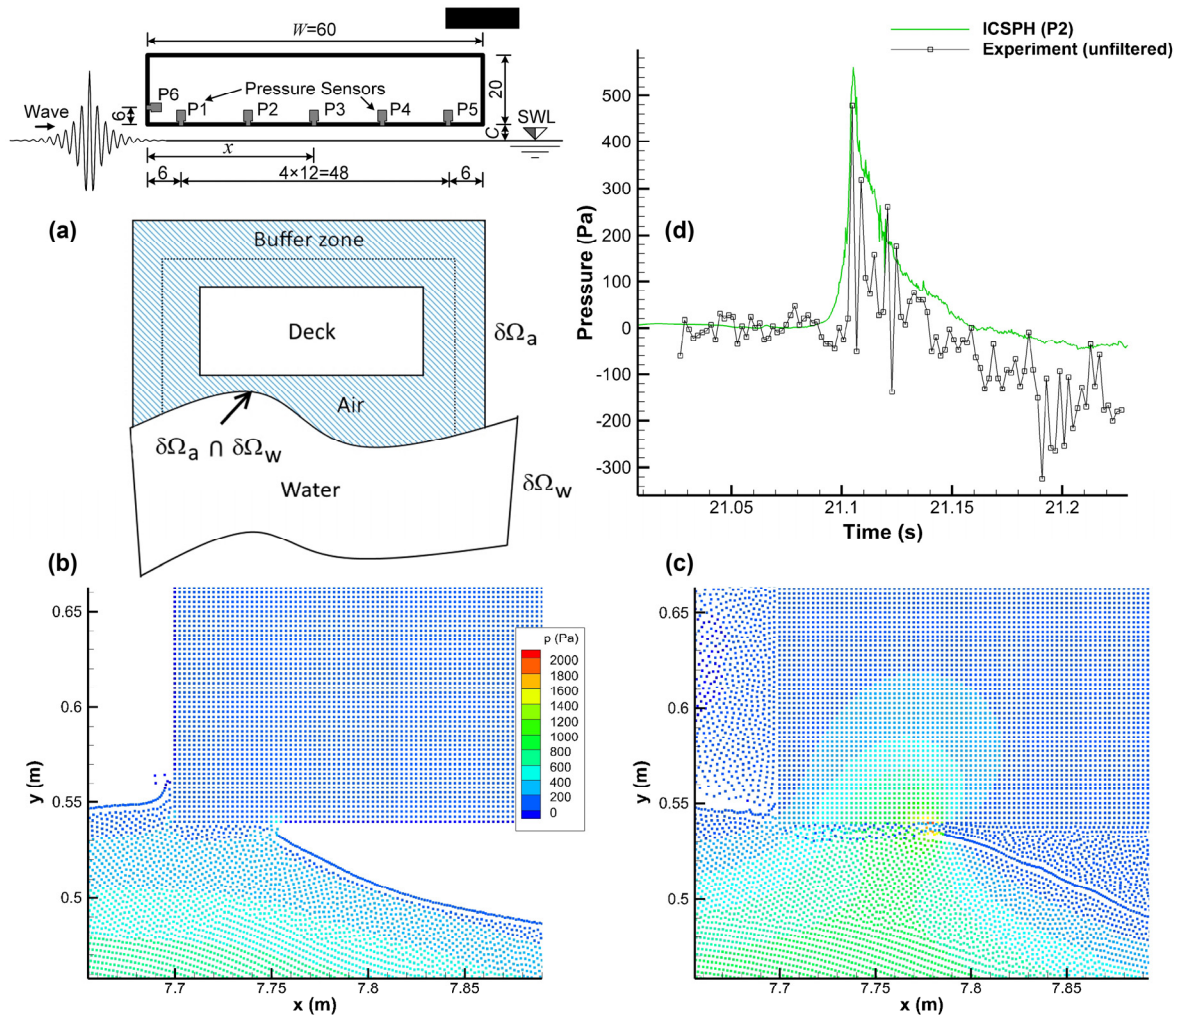 W=60
P6
Pressure Sensors
P1
P2
P3
P4
P5
20
6
C
Wave
SWL
x
6
4×12=48
6
(a)
Buffer zone
Deck
δΩa
Air
δΩa ∩ δΩw
Water
δΩw
ICSPH (P2)
Experiment (unfiltered)
(d)
Pressure (Pa)
500
400
300
200
100
0
-100
-200
-300
21.05
21.1
21.15
21.2
Time (s)
(b)
y (m)
0.65
0.6
0.55
0.5
7.7
7.75
7.8
7.85
x (m)
p (Pa)
2000
1800
1600
1400
1200
1000
800
600
400
200
0
(c)
y (m)
0.65
0.6
0.55
0.5
7.7
7.75
7.8
7.85
x (m)